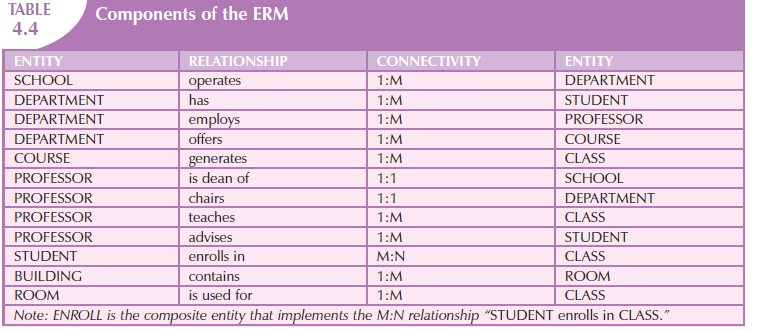 TABLE
4.4
Components of the ERM
ENTITY RELATIONSHIP CONNECTIVITY ENTITY
SCHOOL operates 1:M DEPARTMENT
DEPARTMENT has 1:M STUDENT
DEPARTMENT employs 1:M PROFESSOR
DEPARTMENT offers 1:M COURSE
COURSE generates 1:M CLASS
PROFESSOR is dean of 1:1 SCHOOL
PROFESSOR chairs 1:1 DEPARTMENT
PROFESSOR teaches 1:M CLASS
PROFESSOR advises 1:M STUDENT
STUDENT enrolls in M:N CLASS
BUILDING contains 1:M ROOM
ROOM is used for 1:M CLASS
Note: ENROLL is the composite entity that implements the M:N relationship “STUDENT enrolls in CLASS.”